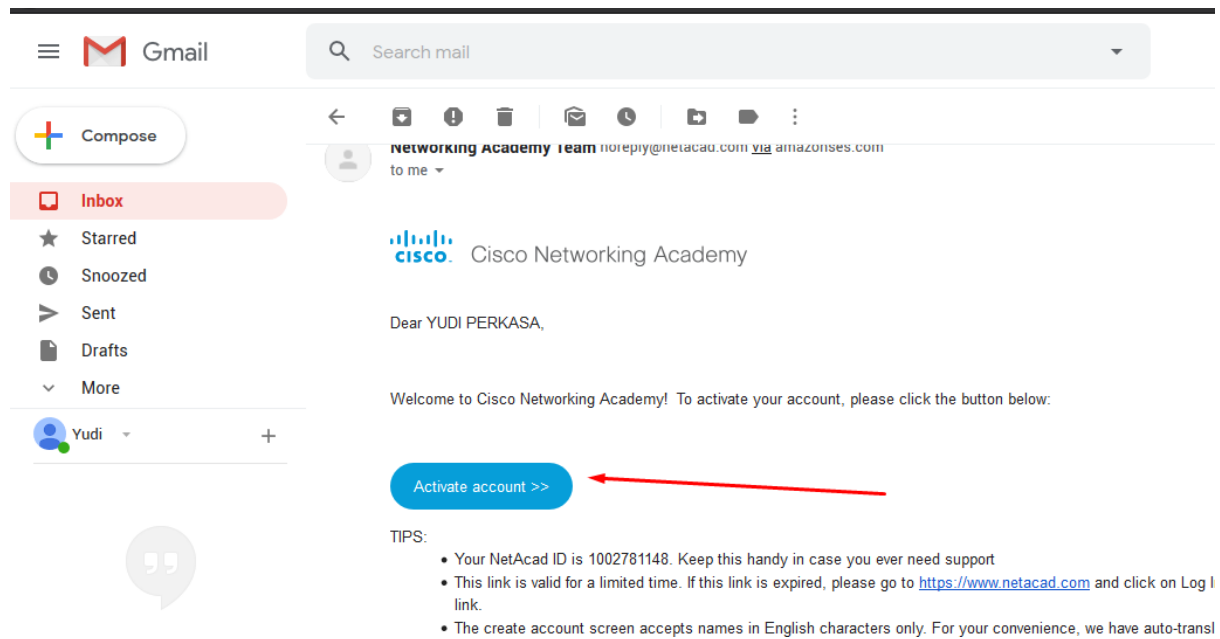 Gmail
Search mail
Compose
Inbox
Starred
Snoozed
Sent
Drafts
More
Yudi
Networking Academy Team noreply@netacad.com via amazonses.com
to me
cisco. Cisco Networking Academy
Dear YUDI PERKASA,
Welcome to Cisco Networking Academy! To activate your account, please click the button below:
Activate account >>
TIPS:
• Your NetAcad ID is 1002781148. Keep this handy in case you ever need support
• This link is valid for a limited time. If this link is expired, please go to https://www.netacad.com and click on Log
link.
• The create account screen accepts names in English characters only. For your convenience, we have